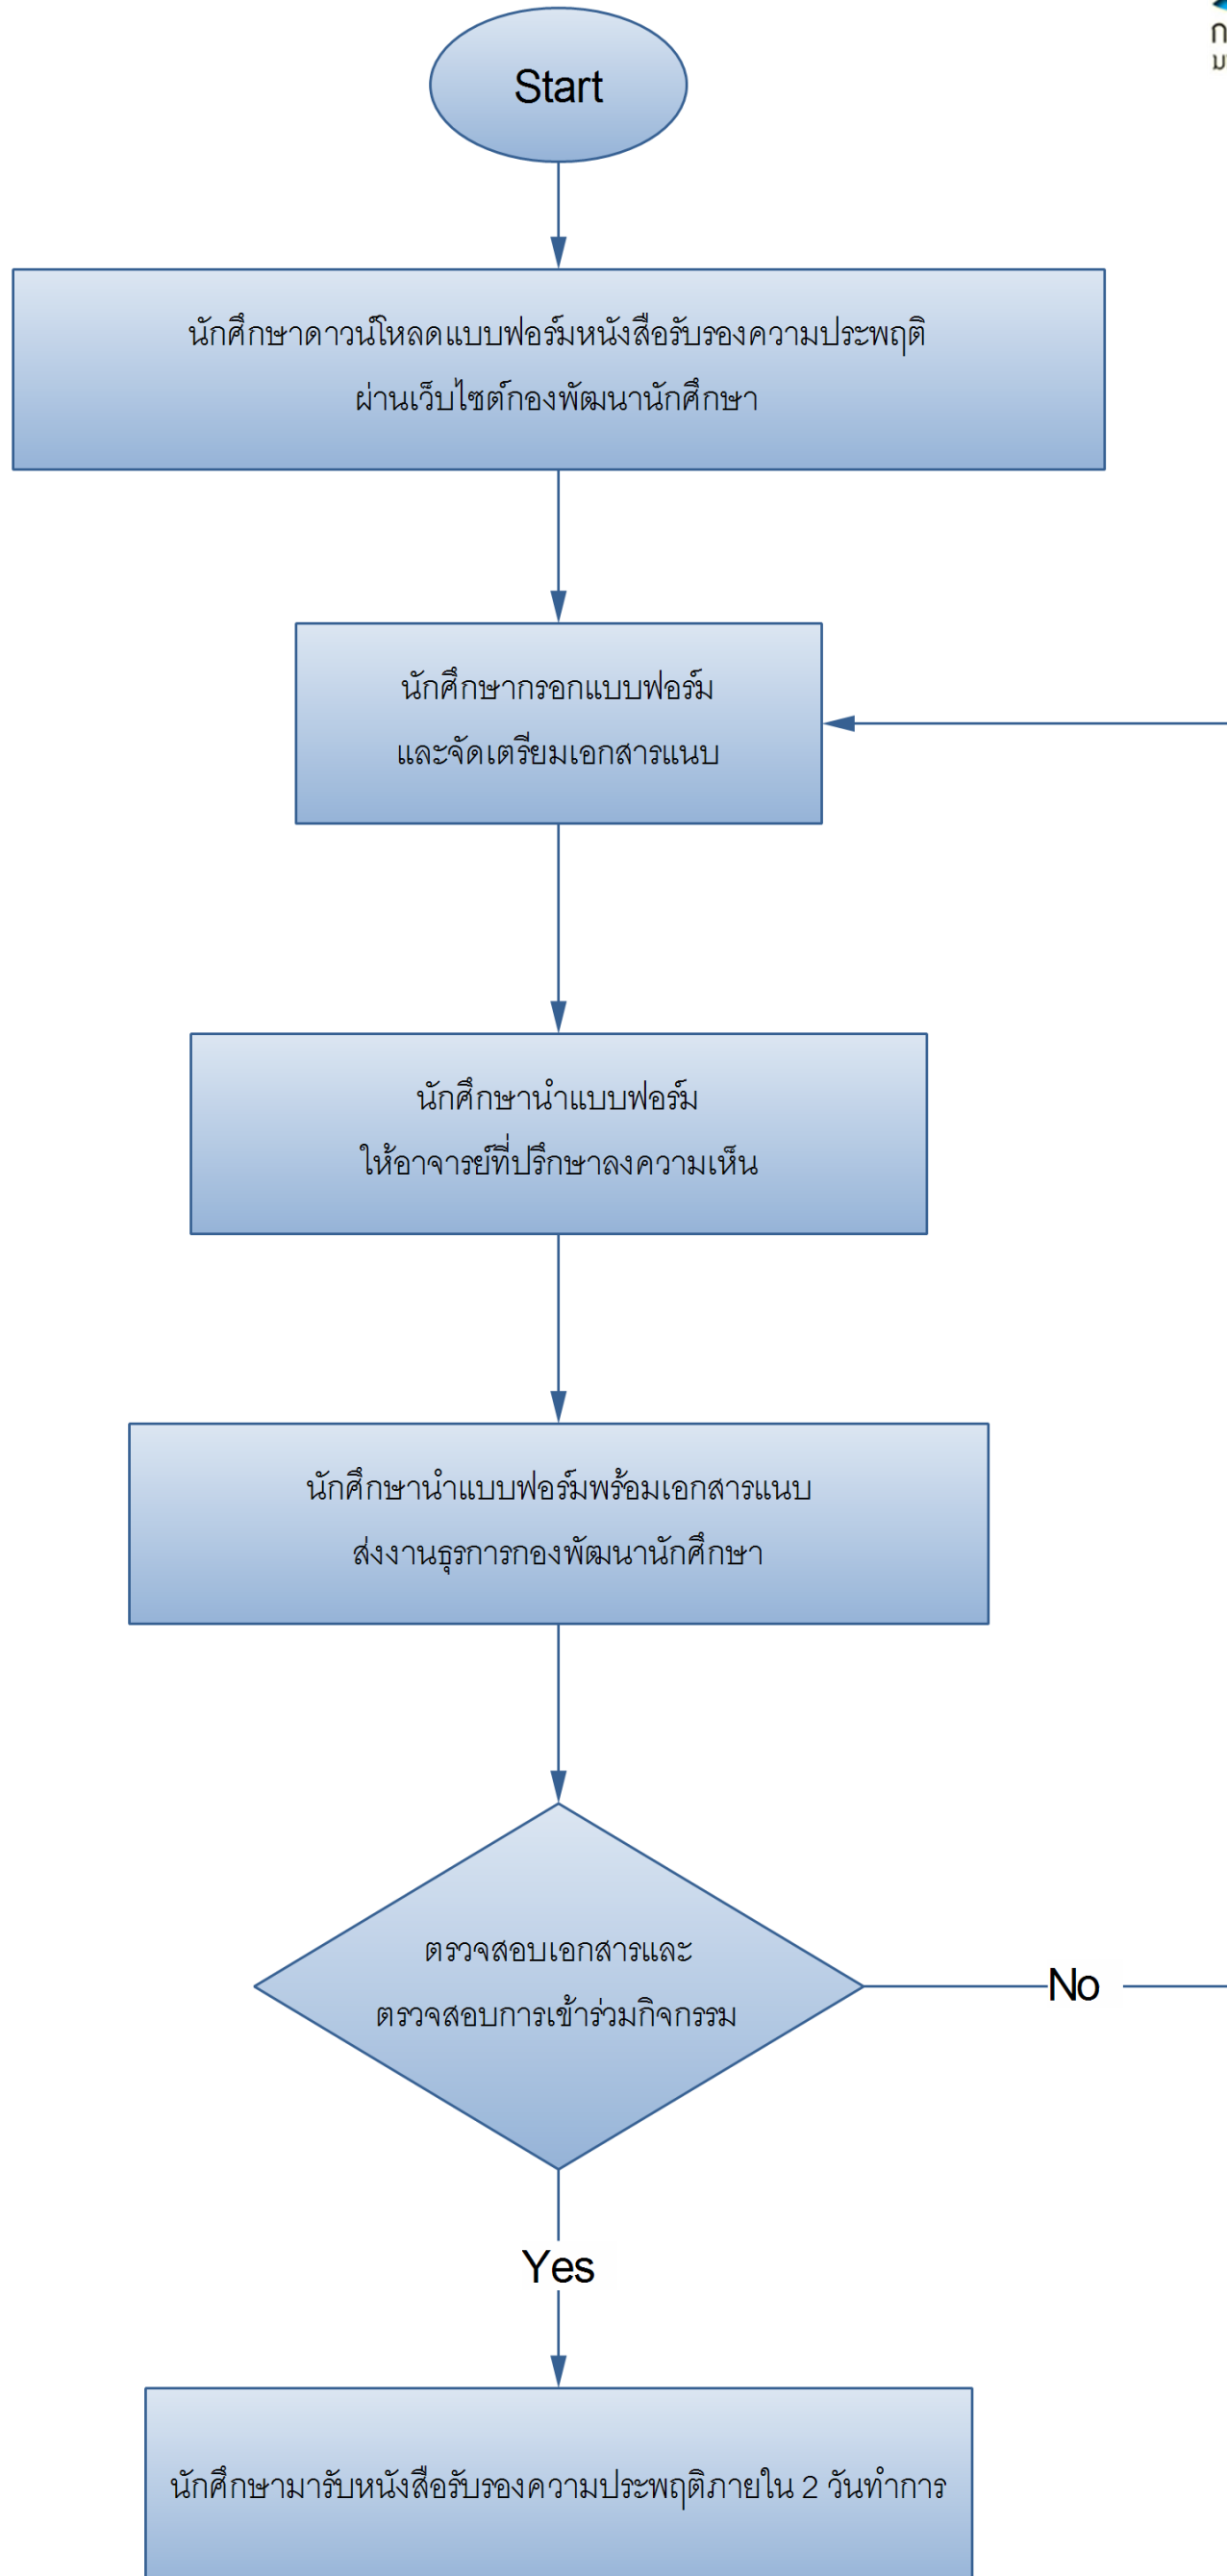 Start
นักศึกษาดาวน์โหลดแบบฟอร์มหนังสือรับรองความประพฤติ
ผ่านเว็บไซต์กองพัฒนานักศึกษา
นักศึกษากรอกแบบฟอร์ม
และจัดเตรียมเอกสารแนบ
นักศึกษานำแบบฟอร์ม
ให้อาจารย์ที่ปรึกษาลงความเห็น
นักศึกษานำแบบฟอร์มพร้อมเอกสารแนบ
ส่งงานธุรการกองพัฒนานักศึกษา
ตรวจสอบเอกสารและ
ตรวจสอบการเข้าร่วมกิจกรรม
No
Yes
นักศึกษามารับหนังสือรับรองความประพฤติภายใน 2 วันทำการ